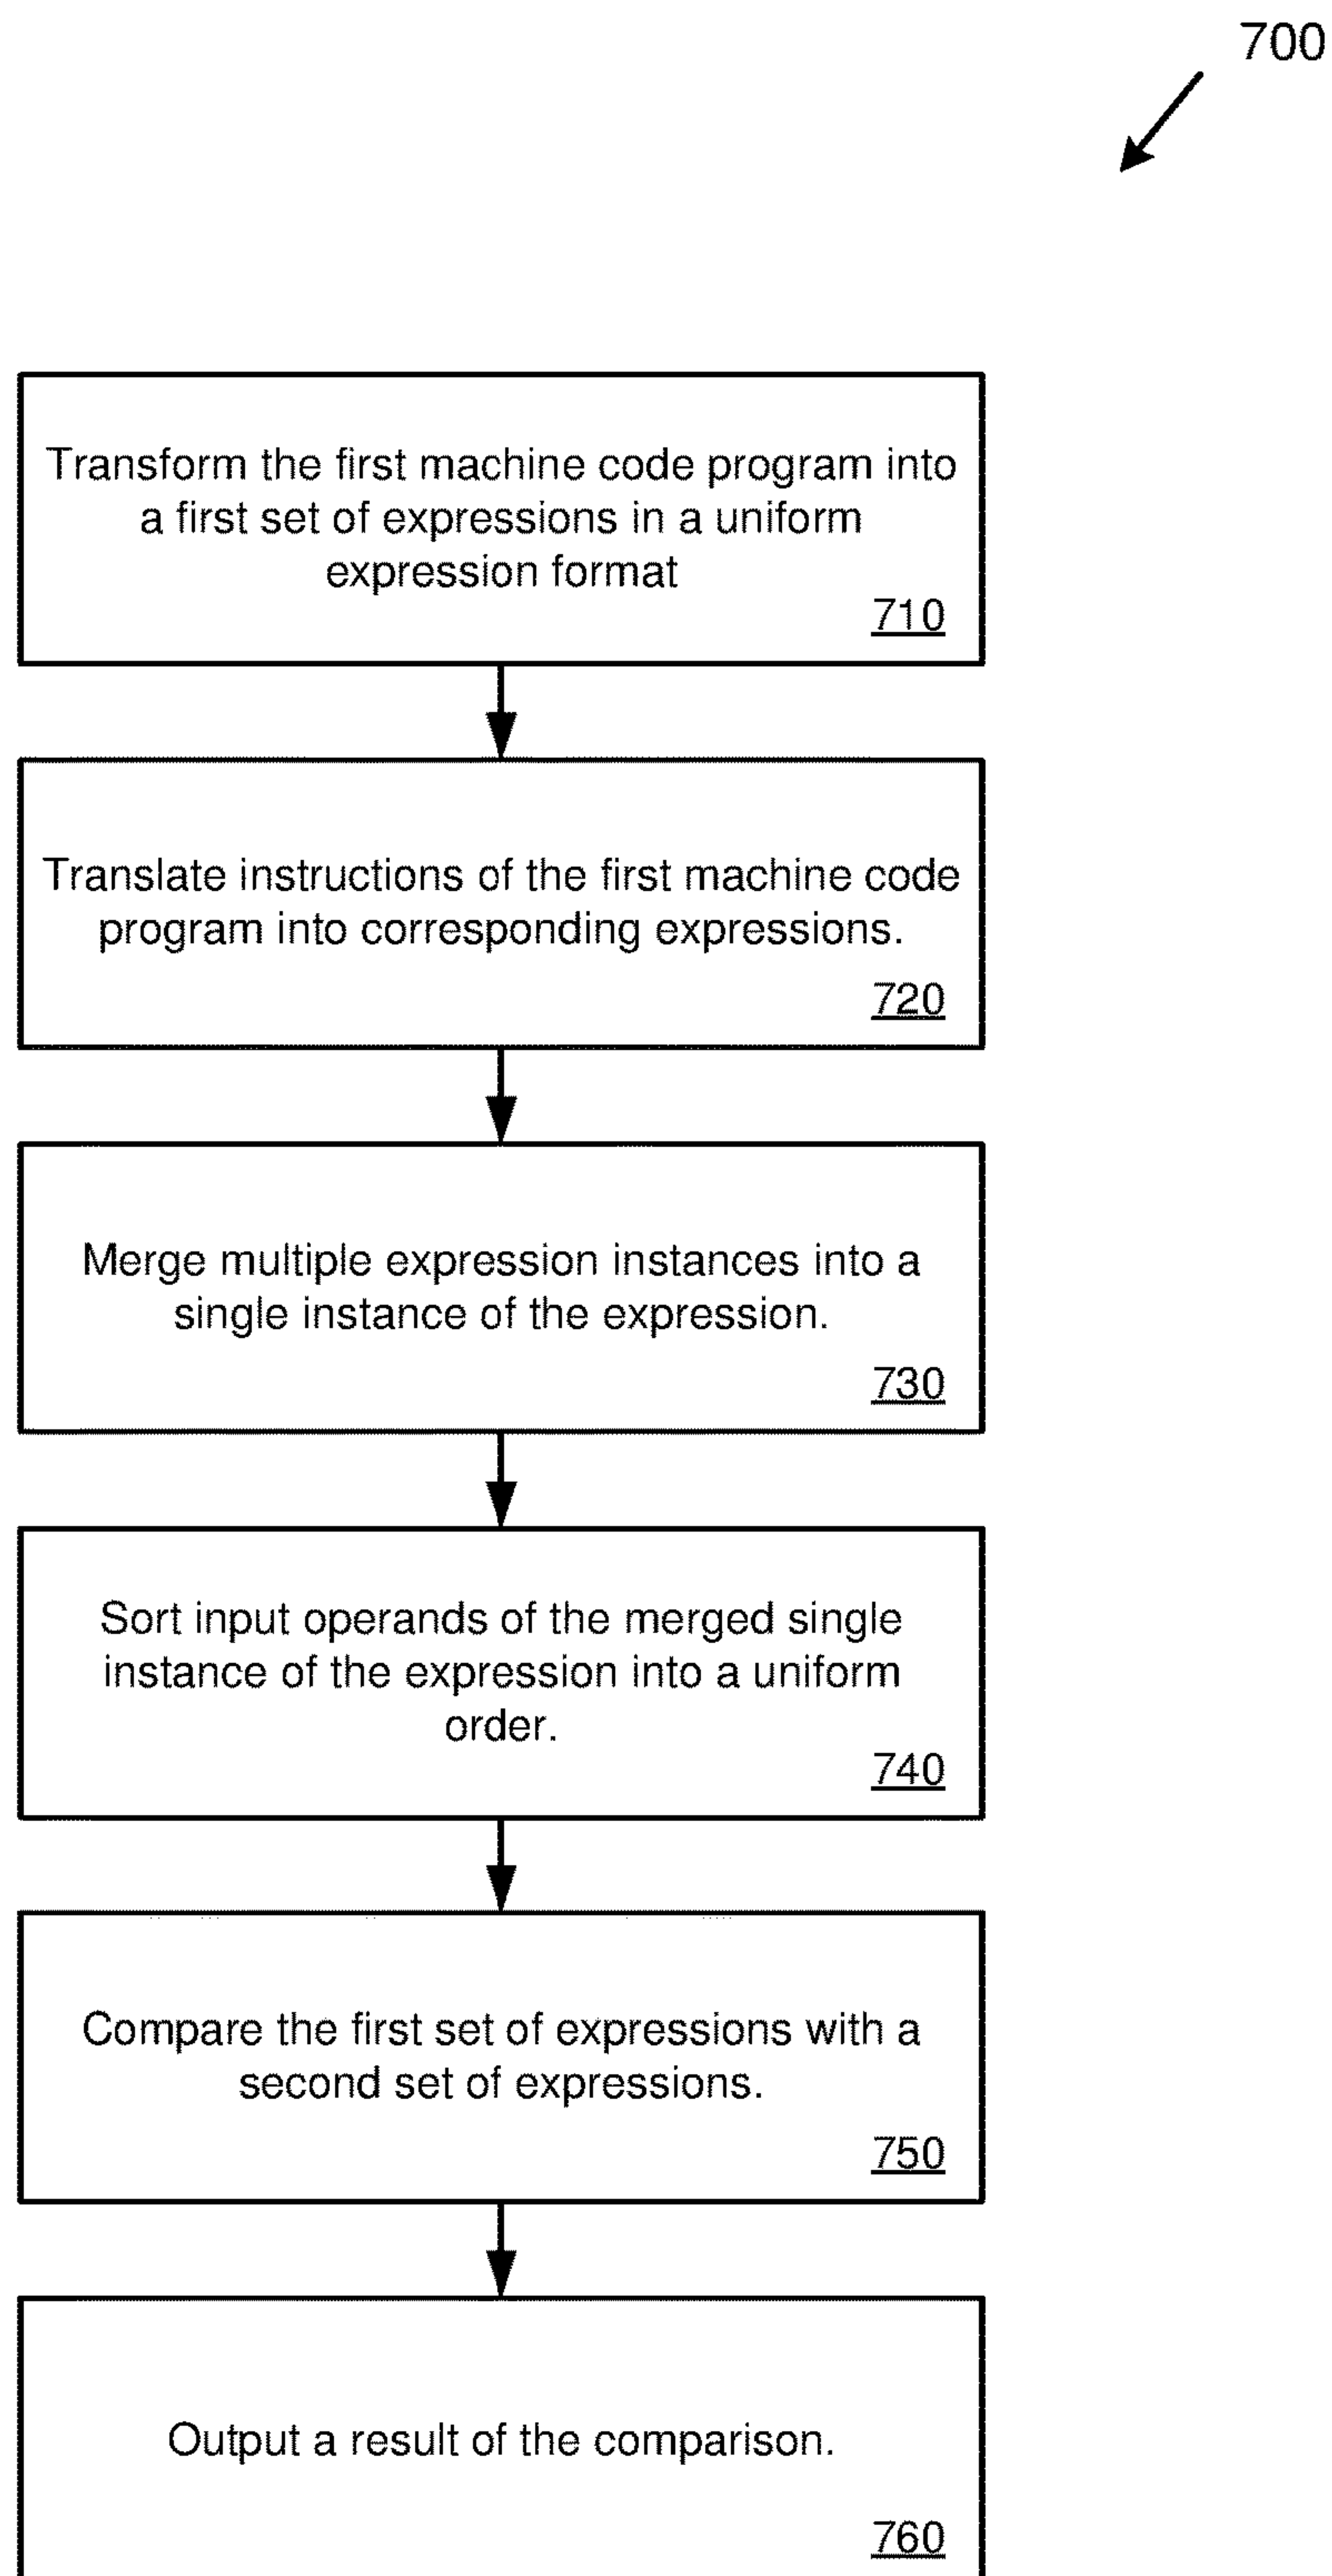 700
Transform the first machine code program into
a first set of expressions in a uniform
expression format
710
Translate instructions of the first machine code
program into corresponding expressions.
720
Merge multiple expression instances into a
single instance of the expression.
730
Sort input operands of the merged single
instance of the expression into a uniform
order.
740
Compare the first set of expressions with a
second set of expressions.
750
Output a result of the comparison.
760